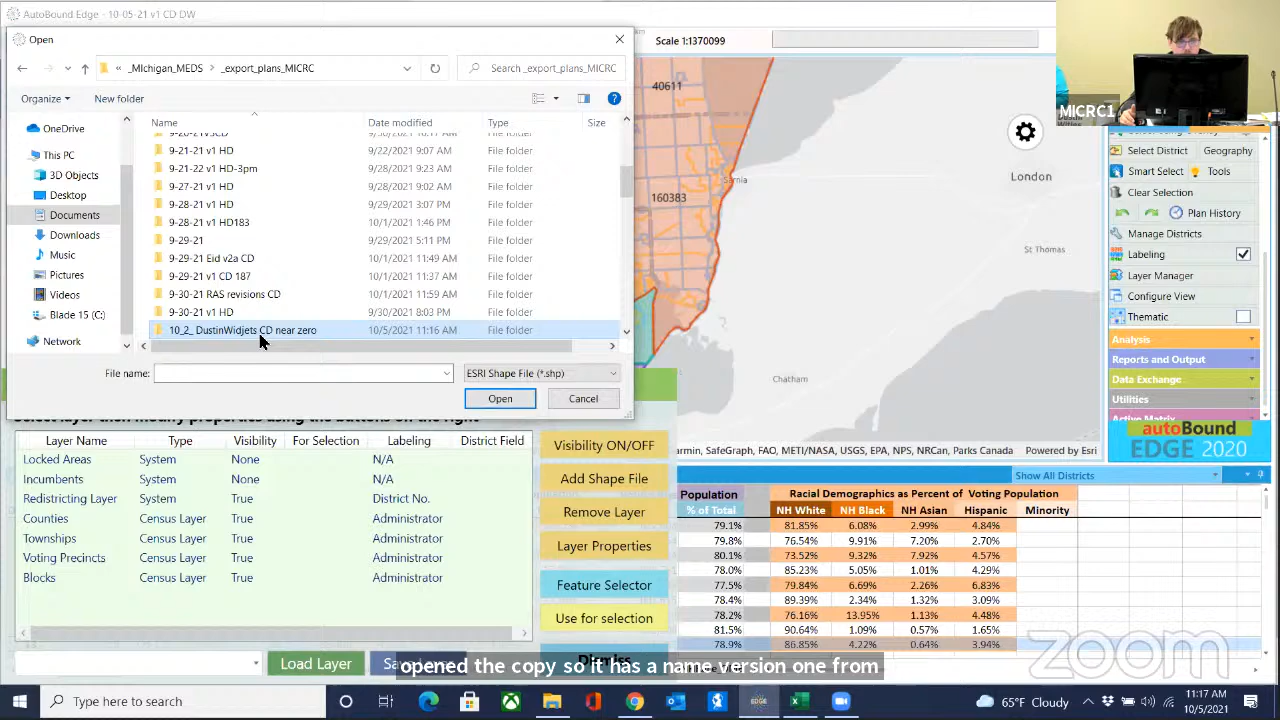 AutoBound Edge - 10-05-21 v1 CD DW
Open
Scale 1:1370099
« _MIchigan_MEDS > _export_plans_MICRC
Search _export_plans_MICRC
Organize
New folder
Name
Date modified
Type
Size
9-21-21 v1 HD 9/22/2021 9:07 AM File folder
9-21-22 v1 HD-3pm 9/28/2021 9:23 AM File folder
9-27-21 v1 HD 9/28/2021 9:02 AM File folder
9-28-21 v1 HD 9/28/2021 3:07 PM File folder
9-28-21 v1 HD183 10/1/2021 1:46 PM File folder
9-29-21 9/29/2021 5:11 PM File folder
9-29-21 Eid v2a CD 10/1/2021 11:49 AM File folder
9-29-21 v1 CD 187 10/1/2021 11:37 AM File folder
9-30-21 RAS revisions CD 10/1/2021 11:59 AM File folder
9-30-21 v1 HD 9/30/2021 8:03 PM File folder
10_2_ DustinWidjets CD near zero 10/5/2021 11:16 AM File folder
OneDrive
This PC
3D Objects
Desktop
Documents
Downloads
Music
Pictures
Videos
Blade 15 (C:)
Network
File name:
ESRI Shape File (*.shp)
Open
Cancel
40611
160383
Sarnia
London
St Thomas
Chatham
armin, SafeGraph, FAO, METI/NASA, USGS, EPA, NPS, NRCan, Parks Canada
Powered by Esri
MICRC1
Select District
Geography
Smart Select
Tools
Clear Selection
Plan History
Manage Districts
Labeling
Layer Manager
Configure View
Thematic
Analysis
Reports and Output
Data Exchange
Utilities
Active Matrix
autoBound
EDGE 2020
Layer Name Type Visibility For Selection Labeling District Field
Locked Areas System None N/A
Incumbents System None N/A
Redistricting Layer System True District No.
Counties Census Layer True Administrator
Townships Census Layer True Administrator
Voting Precincts Census Layer True Administrator
Blocks Census Layer True Administrator
Visibility ON/OFF
Add Shape File
Remove Layer
Layer Properties
Feature Selector
Use for selection
Dismiss
Load Layer
Show All Districts
Population Racial Demographics as Percent of Voting Population
% of Total NH White NH Black NH Asian Hispanic Minority
79.1% 81.85% 6.08% 2.99% 4.84%
79.8% 76.54% 9.91% 7.20% 2.70%
80.1% 73.52% 9.32% 7.92% 4.57%
78.0% 85.23% 5.05% 1.01% 4.29%
77.5% 79.84% 6.69% 2.26% 6.83%
78.4% 89.39% 2.34% 1.32% 3.09%
78.2% 76.16% 13.95% 1.13% 4.48%
81.5% 90.64% 1.09% 0.57% 1.65%
78.9% 86.85% 4.22% 0.64% 3.94%
zoom
opened the copy so it has a name version one from
Type here to search
65°F Cloudy
11:17 AM
10/5/2021